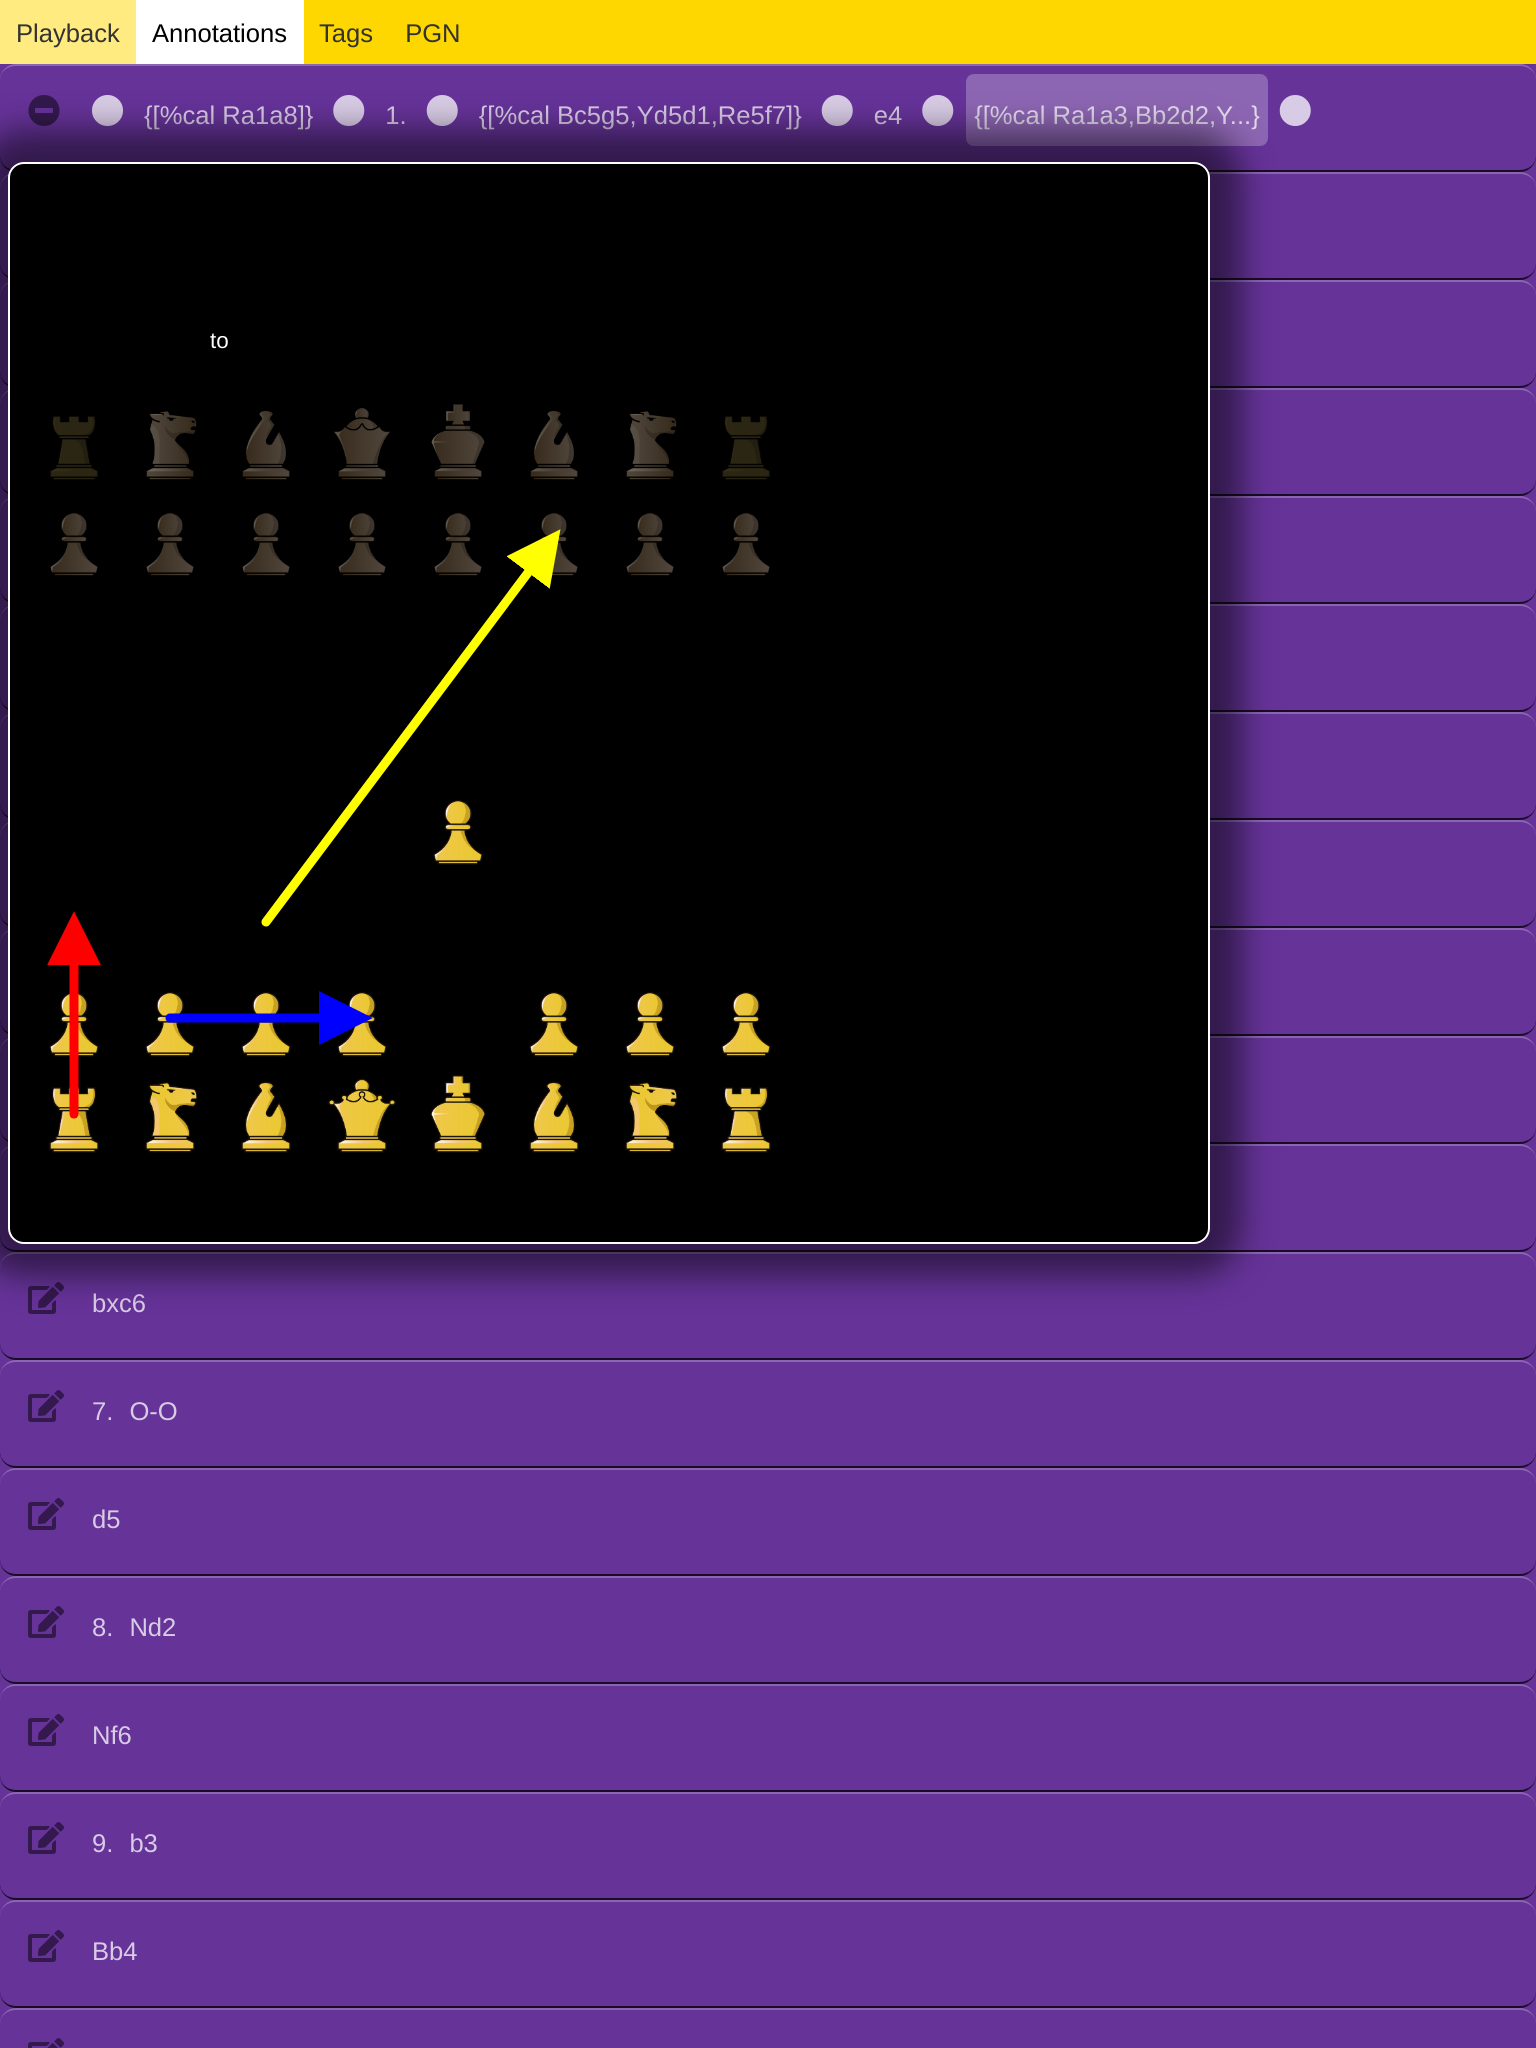 Playback Annotations Tags PGN
{[%cal Ra1a8]} 1. {[%cal Bc5g5,Yd5d1,Re5f7]} e4 {[%cal Ra1a3,Bb2d2,Y...}
to
bxc6
7. O-O
d5
8. Nd2
Nf6
9. b3
Bb4